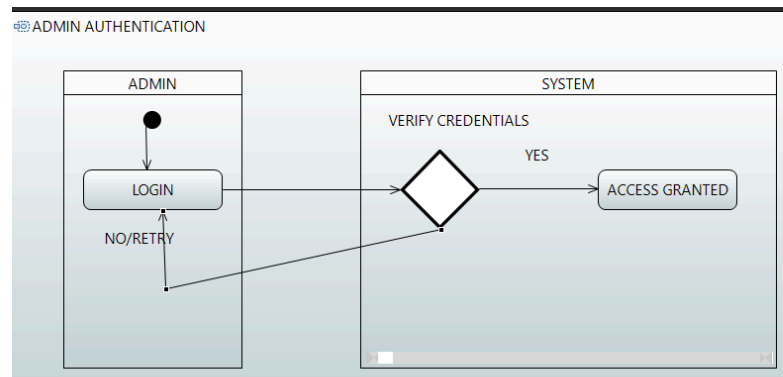 ADMIN AUTHENTICATION
ADMIN
SYSTEM
VERIFY CREDENTIALS
YES
LOGIN
ACCESS GRANTED
NO/RETRY